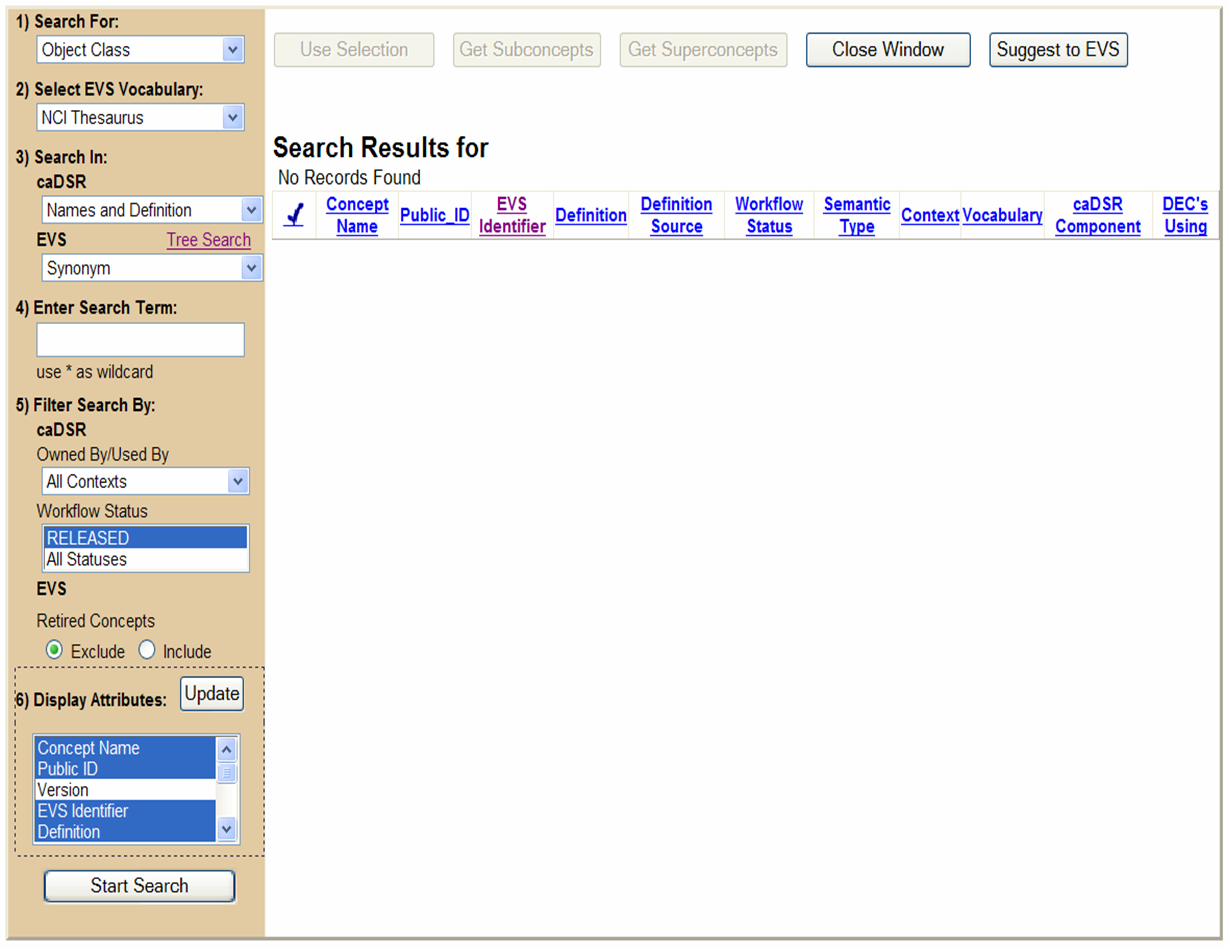 1) Search For:
Object Class
2) Select EVS Vocabulary:
NCI Thesaurus
3) Search In:
caDSR
Names and Definition
EVS Tree Search
Synonym
4) Enter Search Term:
use * as wildcard
5) Filter Search By:
caDSR
Owned By/Used By
All Contexts
Workflow Status
RELEASED
All Statuses
EVS
Retired Concepts
Exclude Include
6) Display Attributes: Update
Concept Name
Public ID
Version
EVS Identifier
Definition
Start Search
Use Selection Get Subconcepts Get Superconcepts Close Window Suggest to EVS
Search Results for
No Records Found
Concept Name Public_ID EVS Identifier Definition Definition Source Workflow Status Semantic Type Context Vocabulary caDSR Component DEC's Using